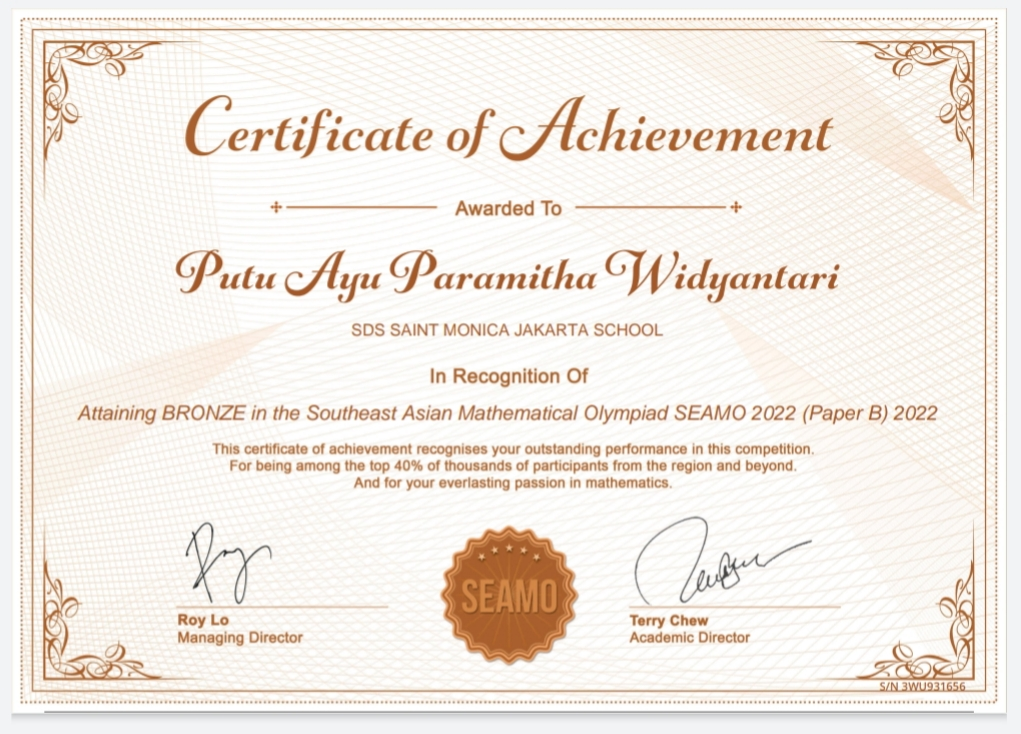 Certificate of Achievement
Awarded To
Putu Ayu Paramitha Widyantari
SDS SAINT MONICA JAKARTA SCHOOL
In Recognition Of
Attaining BRONZE in the Southeast Asian Mathematical Olympiad SEAMO 2022 (Paper B) 2022
This certificate of achievement recognises your outstanding performance in this competition.
For being among the top 40% of thousands of participants from the region and beyond.
And for your everlasting passion in mathematics.
SEAMO
Roy Lo
Managing Director
Terry Chew
Academic Director
S/N 3WU931656